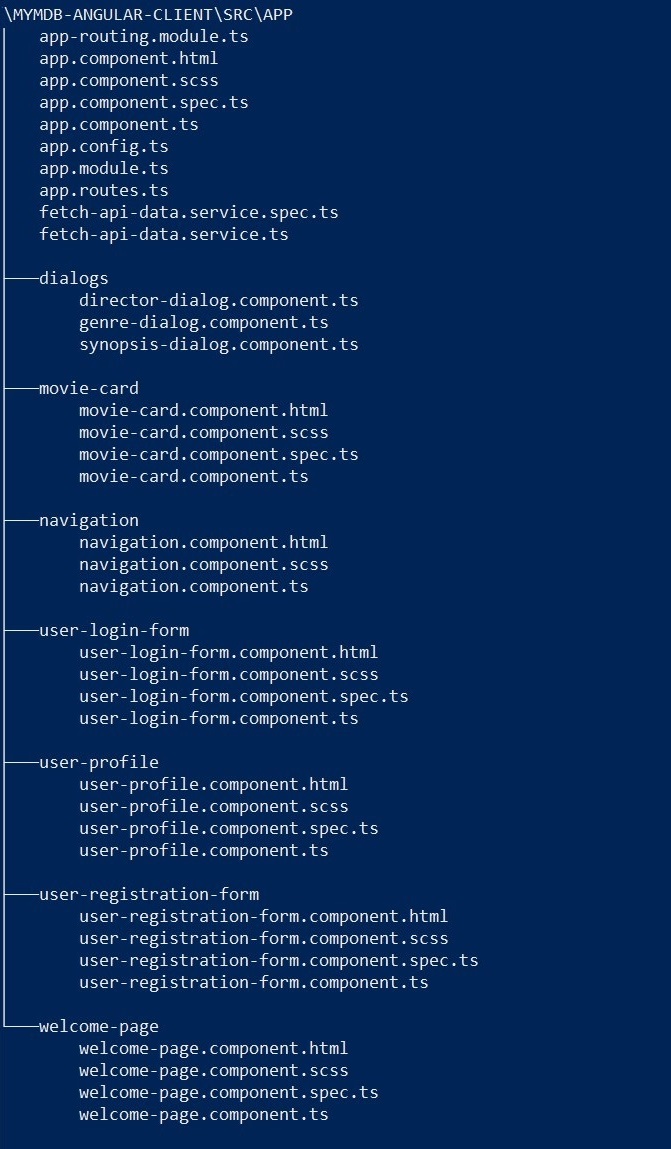 \MYMDB-ANGULAR-CLIENT\SRC\APP
app-routing.module.ts
app.component.html
app.component.scss
app.component.spec.ts
app.component.ts
app.config.ts
app.module.ts
app.routes.ts
fetch-api-data.service.spec.ts
fetch-api-data.service.ts
dialogs
director-dialog.component.ts
genre-dialog.component.ts
synopsis-dialog.component.ts
movie-card
movie-card.component.html
movie-card.component.scss
movie-card.component.spec.ts
movie-card.component.ts
navigation
navigation.component.html
navigation.component.scss
navigation.component.ts
user-login-form
user-login-form.component.html
user-login-form.component.scss
user-login-form.component.spec.ts
user-login-form.component.ts
user-profile
user-profile.component.html
user-profile.component.scss
user-profile.component.spec.ts
user-profile.component.ts
user-registration-form
user-registration-form.component.html
user-registration-form.component.scss
user-registration-form.component.spec.ts
user-registration-form.component.ts
welcome-page
welcome-page.component.html
welcome-page.component.scss
welcome-page.component.spec.ts
welcome-page.component.ts